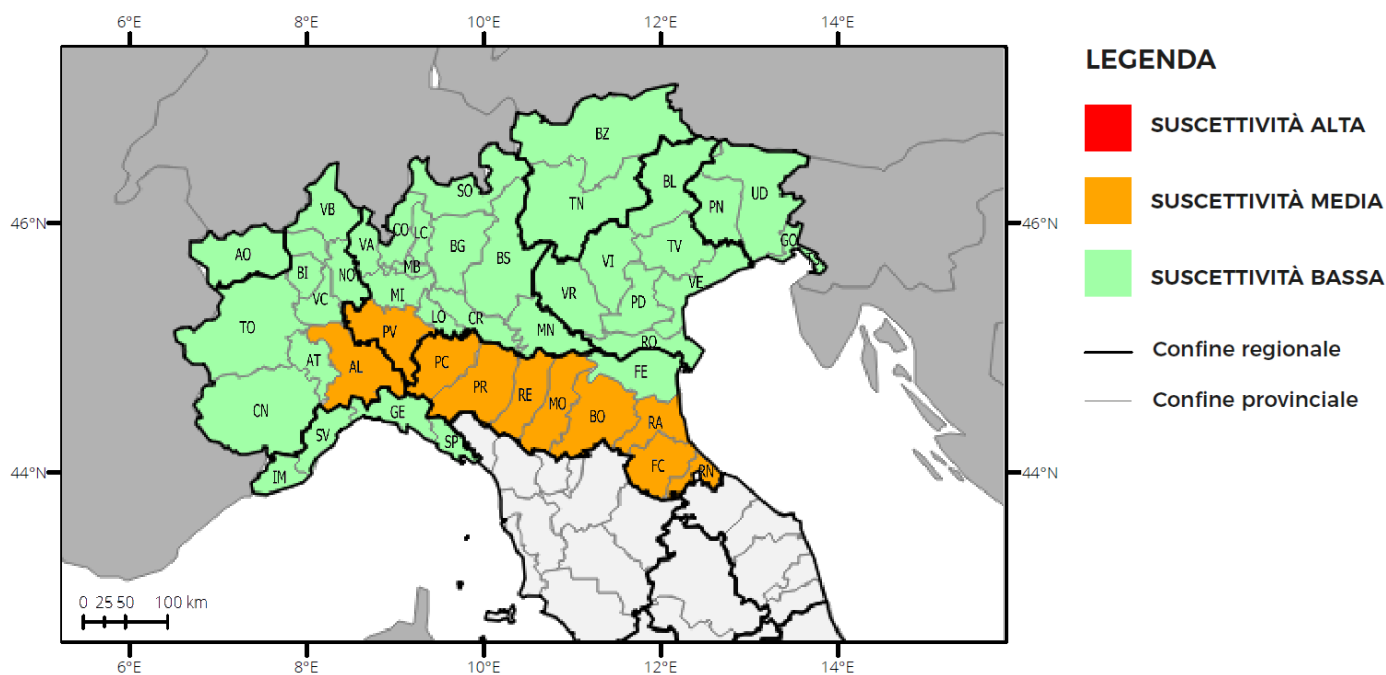 6°E 8°E 10°E 12°E 14°E
LEGENDA
SUSCETTIVITÀ ALTA
SUSCETTIVITÀ MEDIA
SUSCETTIVITÀ BASSA
Confine regionale
Confine provinciale
46°N 46°N
44°N 44°N
BZ
SO
BL
UD
VB
TN
PN
CO
LC
VA
BG
TV
GO
AO
BS
VI
BI
NO
MB
VE
VC
MI
VR
PD
TO
LO
CR
MN
PV
RO
AT
AL
PC
FE
PR
RE
MO
BO
CN
GE
RA
SV
SP
FC
RN
IM
0 25 50 100 km
6°E 8°E 10°E 12°E 14°E